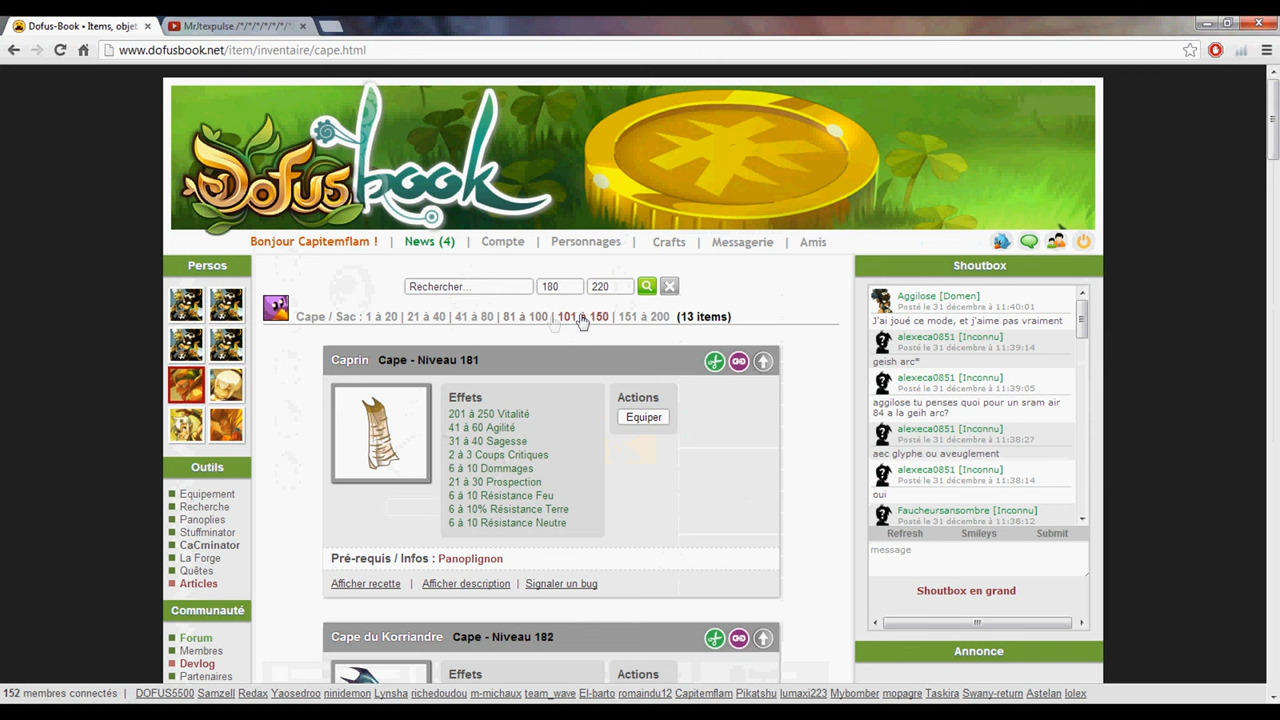 Dofus-Book • Items, objet
MrJtexpulse /*/*/*/*/*/*/
www.dofusbook.net/item/inventaire/cape.html
Dofus book
Bonjour Capitemflam ! | News (4) | Compte | Personnages | Crafts | Messagerie | Amis
Persos
Rechercher... 180 220
Cape / Sac : 1 à 20 | 21 à 40 | 41 à 80 | 81 à 100 | 101 à 150 | 151 à 200 (13 items)
Caprin Cape - Niveau 181
Effets
201 à 250 Vitalité
41 à 60 Agilité
31 à 40 Sagesse
2 à 3 Coups Critiques
6 à 10 Dommages
21 à 30 Prospection
6 à 10 Résistance Feu
6 à 10% Résistance Terre
6 à 10 Résistance Neutre
Actions
Equiper
Pré-requis / Infos : Panoplignon
Afficher recette | Afficher description | Signaler un bug
Cape du Korriandre Cape - Niveau 182
Effets
Actions
Outils
Equipement
Recherche
Panoplies
Stuffminator
CaCminator
La Forge
Quêtes
Articles
Communauté
Forum
Membres
Devlog
Partenaires
Shoutbox
Aggilose [Domen]
Posté le 31 décembre à 11:40:01
J'ai joué ce mode, et j'aime pas vraiment
alexeca0851 [Inconnu]
Posté le 31 décembre à 11:39:14
geish arc*
alexeca0851 [Inconnu]
Posté le 31 décembre à 11:39:05
aggilose tu penses quoi pour un sram air
84 a la geih arc?
alexeca0851 [Inconnu]
Posté le 31 décembre à 11:38:27
aec glyphe ou aveuglement
alexeca0851 [Inconnu]
Posté le 31 décembre à 11:38:14
oui
Faucheursansombre [Inconnu]
Posté le 31 décembre à 11:38:12
Refresh Smileys Submit
message
Shoutbox en grand
Annonce
152 membres connectés | DOFUS5500 Samzell Redax Yaosedroo ninidemon Lynsha richedoudou m-michaux team_wave El-barto romaindu12 Capitemflam Pikatshu lumaxi223 Mybomber mopagre Taskira Swany-return Astelan lolex